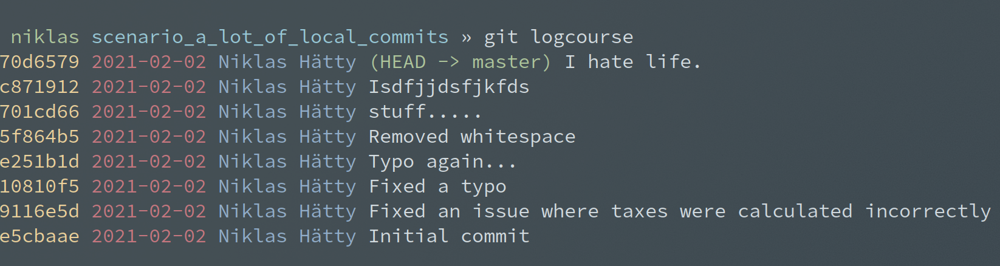 niklas scenario_a_lot_of_local_commits » git logcourse
70d6579 2021-02-02 Niklas Hätty (HEAD -> master) I hate life.
c871912 2021-02-02 Niklas Hätty Isdfjjdsfjkfds
701cd66 2021-02-02 Niklas Hätty stuff.....
5f864b5 2021-02-02 Niklas Hätty Removed whitespace
e251b1d 2021-02-02 Niklas Hätty Typo again...
10810f5 2021-02-02 Niklas Hätty Fixed a typo
9116e5d 2021-02-02 Niklas Hätty Fixed an issue where taxes were calculated incorrectly
e5cbaae 2021-02-02 Niklas Hätty Initial commit